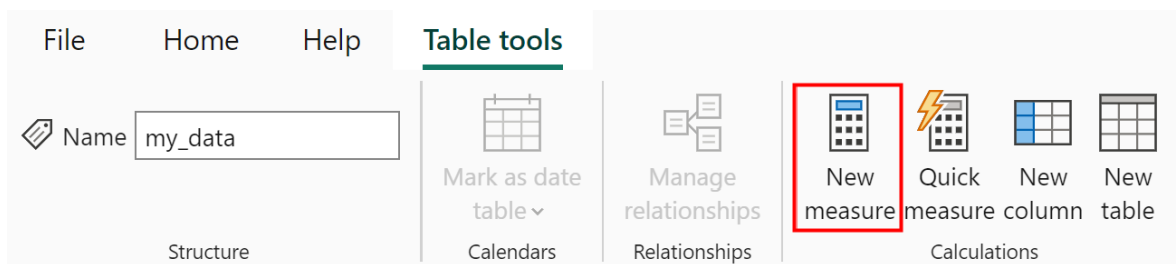 File Home Help Table tools
Name my_data
Mark as date
table
Manage
relationships
New
measure
Quick
measure
New
column
New
table
Structure Calendars Relationships Calculations